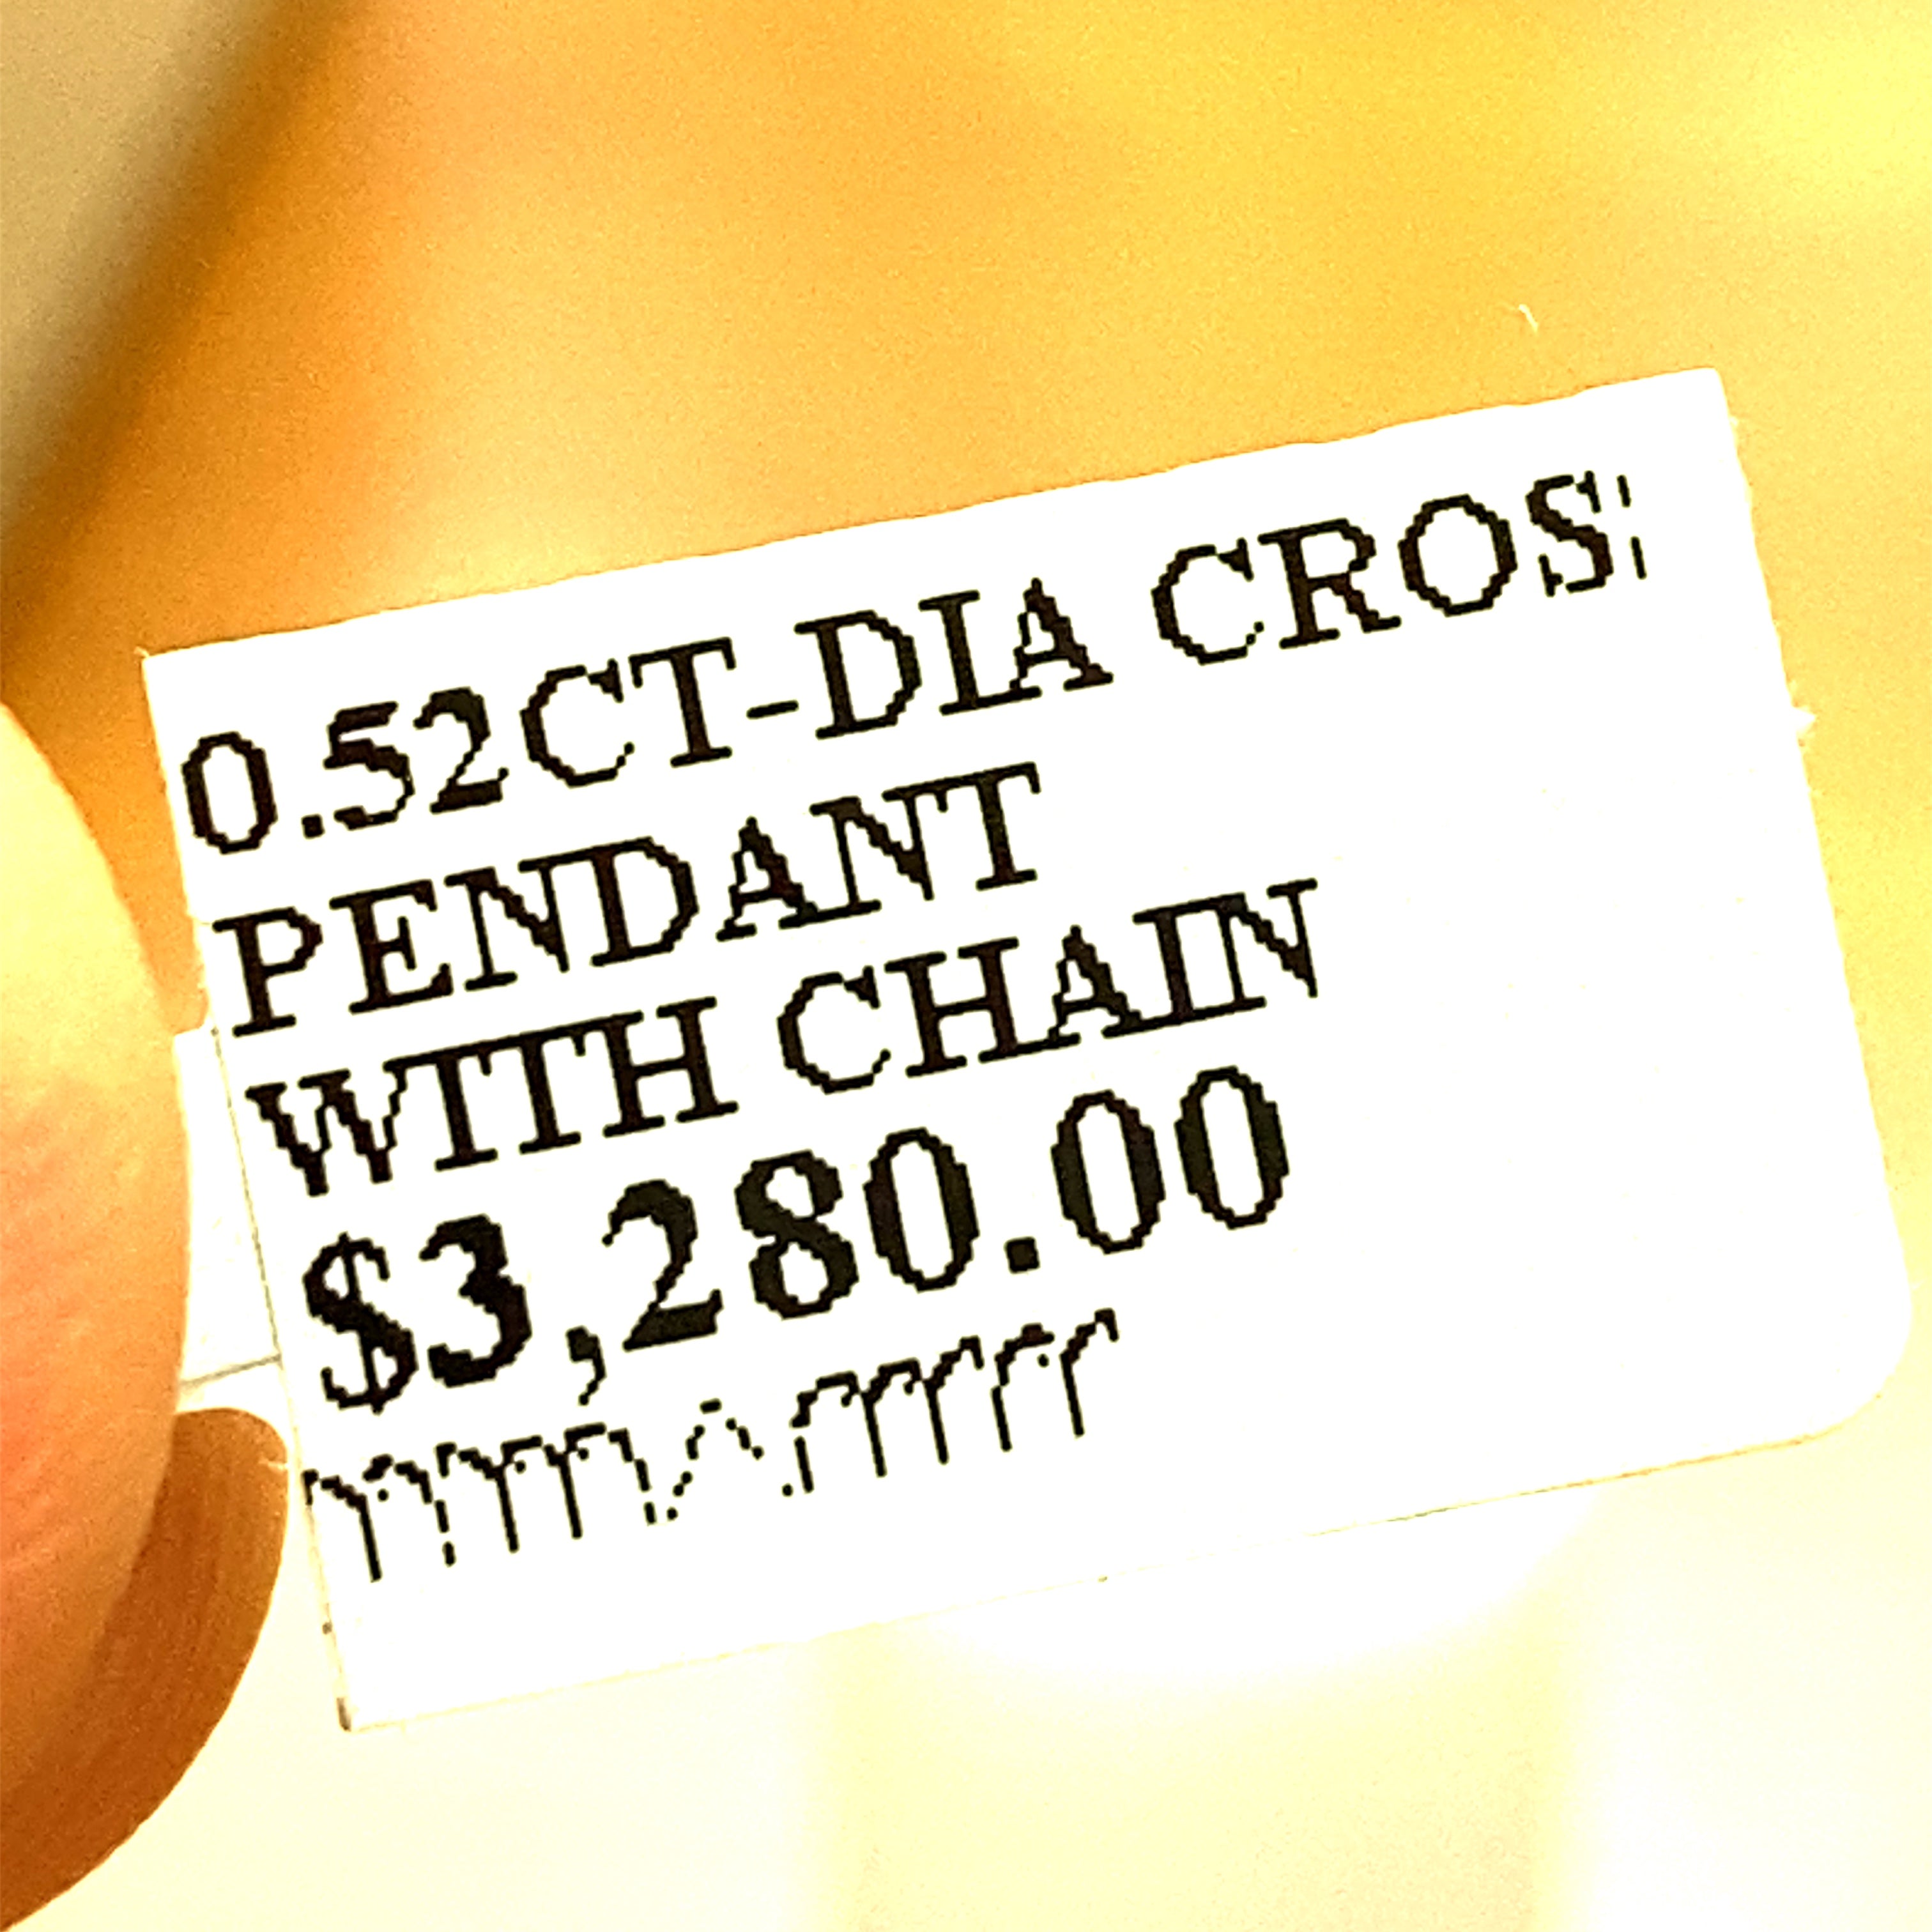 0.52CT-DIA CROS
PENDANT
WITH CHAIN
$3,280.00